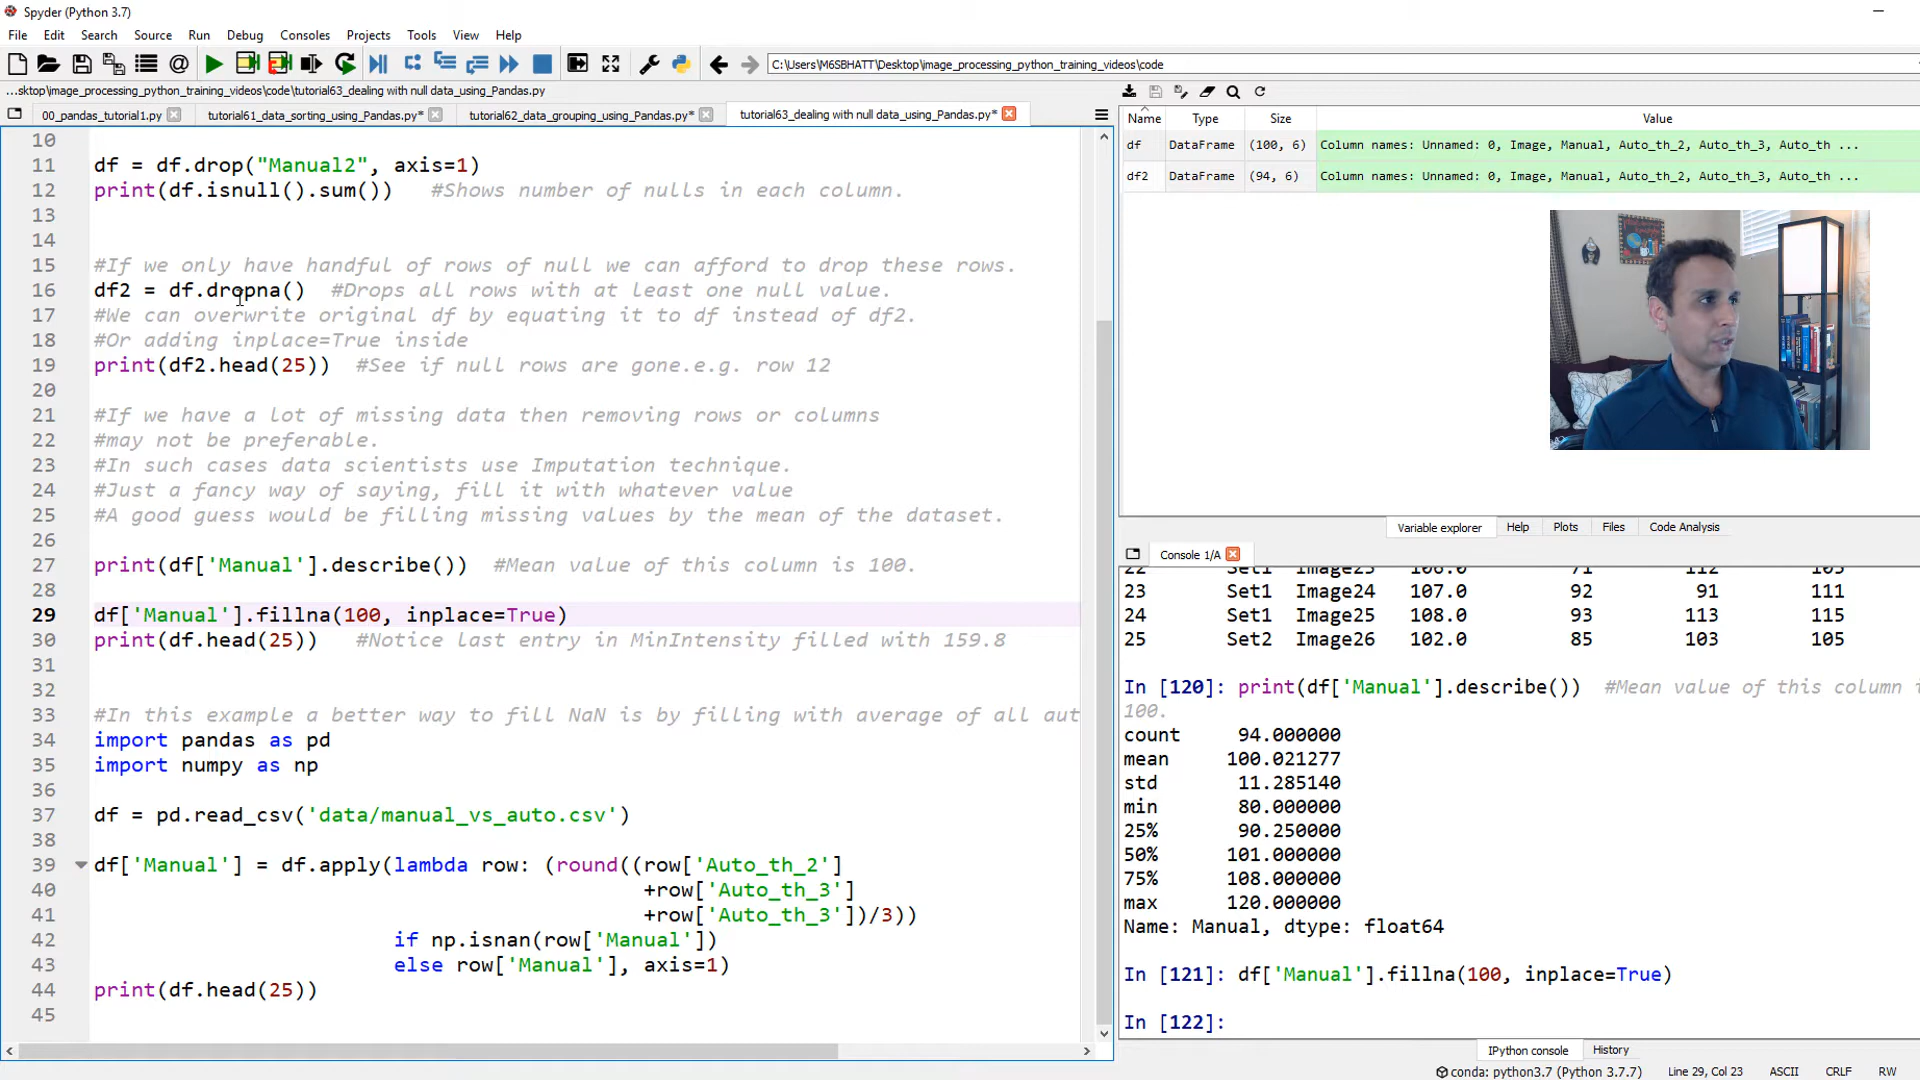 Spyder (Python 3.7)
File Edit Search Source Run Debug Consoles Projects Tools View Help
C:\Users\M6SBHATT\Desktop\image_processing_python_training_videos\code
...sktop\image_processing_python_training_videos\code\tutorial63_dealing with null data_using_Pandas.py
00_pandas_tutorial1.py tutorial61_data_sorting_using_Pandas.py* tutorial62_data_grouping_using_Pandas.py* tutorial63_dealing with null data_using_Pandas.py*
10
11 df = df.drop("Manual2", axis=1)
12 print(df.isnull().sum()) #Shows number of nulls in each column.
13
14
15 #If we only have handful of rows of null we can afford to drop these rows.
16 df2 = df.dropna() #Drops all rows with at least one null value.
17 #We can overwrite original df by equating it to df instead of df2.
18 #Or adding inplace=True inside
19 print(df2.head(25)) #See if null rows are gone.e.g. row 12
20
21 #If we have a lot of missing data then removing rows or columns
22 #may not be preferable.
23 #In such cases data scientists use Imputation technique.
24 #Just a fancy way of saying, fill it with whatever value
25 #A good guess would be filling missing values by the mean of the dataset.
26
27 print(df['Manual'].describe()) #Mean value of this column is 100.
28
29 df['Manual'].fillna(100, inplace=True)
30 print(df.head(25)) #Notice last entry in MinIntensity filled with 159.8
31
32
33 #In this example a better way to fill NaN is by filling with average of all aut
34 import pandas as pd
35 import numpy as np
36
37 df = pd.read_csv('data/manual_vs_auto.csv')
38
39 df['Manual'] = df.apply(lambda row: (round((row['Auto_th_2']
40 +row['Auto_th_3']
41 +row['Auto_th_3'])/3))
42 if np.isnan(row['Manual'])
43 else row['Manual'], axis=1)
44 print(df.head(25))
45
Name Type Size Value
df DataFrame (100, 6) Column names: Unnamed: 0, Image, Manual, Auto_th_2, Auto_th_3, Auto_th ...
df2 DataFrame (94, 6) Column names: Unnamed: 0, Image, Manual, Auto_th_2, Auto_th_3, Auto_th ...
Variable explorer Help Plots Files Code Analysis
Console 1/A
23 Set1 Image24 107.0 92 91 111
24 Set1 Image25 108.0 93 113 115
25 Set2 Image26 102.0 85 103 105
In [120]: print(df['Manual'].describe()) #Mean value of this column
100.
count 94.000000
mean 100.021277
std 11.285140
min 80.000000
25% 90.250000
50% 101.000000
75% 108.000000
max 120.000000
Name: Manual, dtype: float64
In [121]: df['Manual'].fillna(100, inplace=True)
In [122]:
IPython console History
conda: python3.7 (Python 3.7.7) Line 29, Col 23 ASCII CRLF RW